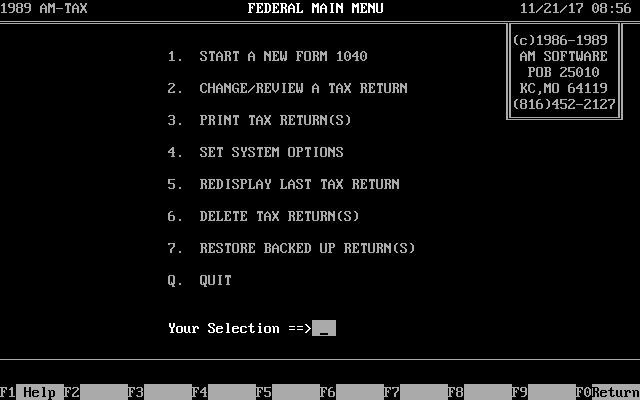 1989 AM-TAX FEDERAL MAIN MENU 11/21/17 08:56
(c)1986-1989
AM SOFTWARE
POB 25010
KC,MO 64119
(816)452-2127
1. START A NEW FORM 1040
2. CHANGE/REVIEW A TAX RETURN
3. PRINT TAX RETURN(S)
4. SET SYSTEM OPTIONS
5. REDISPLAY LAST TAX RETURN
6. DELETE TAX RETURN(S)
7. RESTORE BACKED UP RETURN(S)
Q. QUIT
Your Selection ==> _
F1 Help F2 F3 F4 F5 F6 F7 F8 F9 F0Return